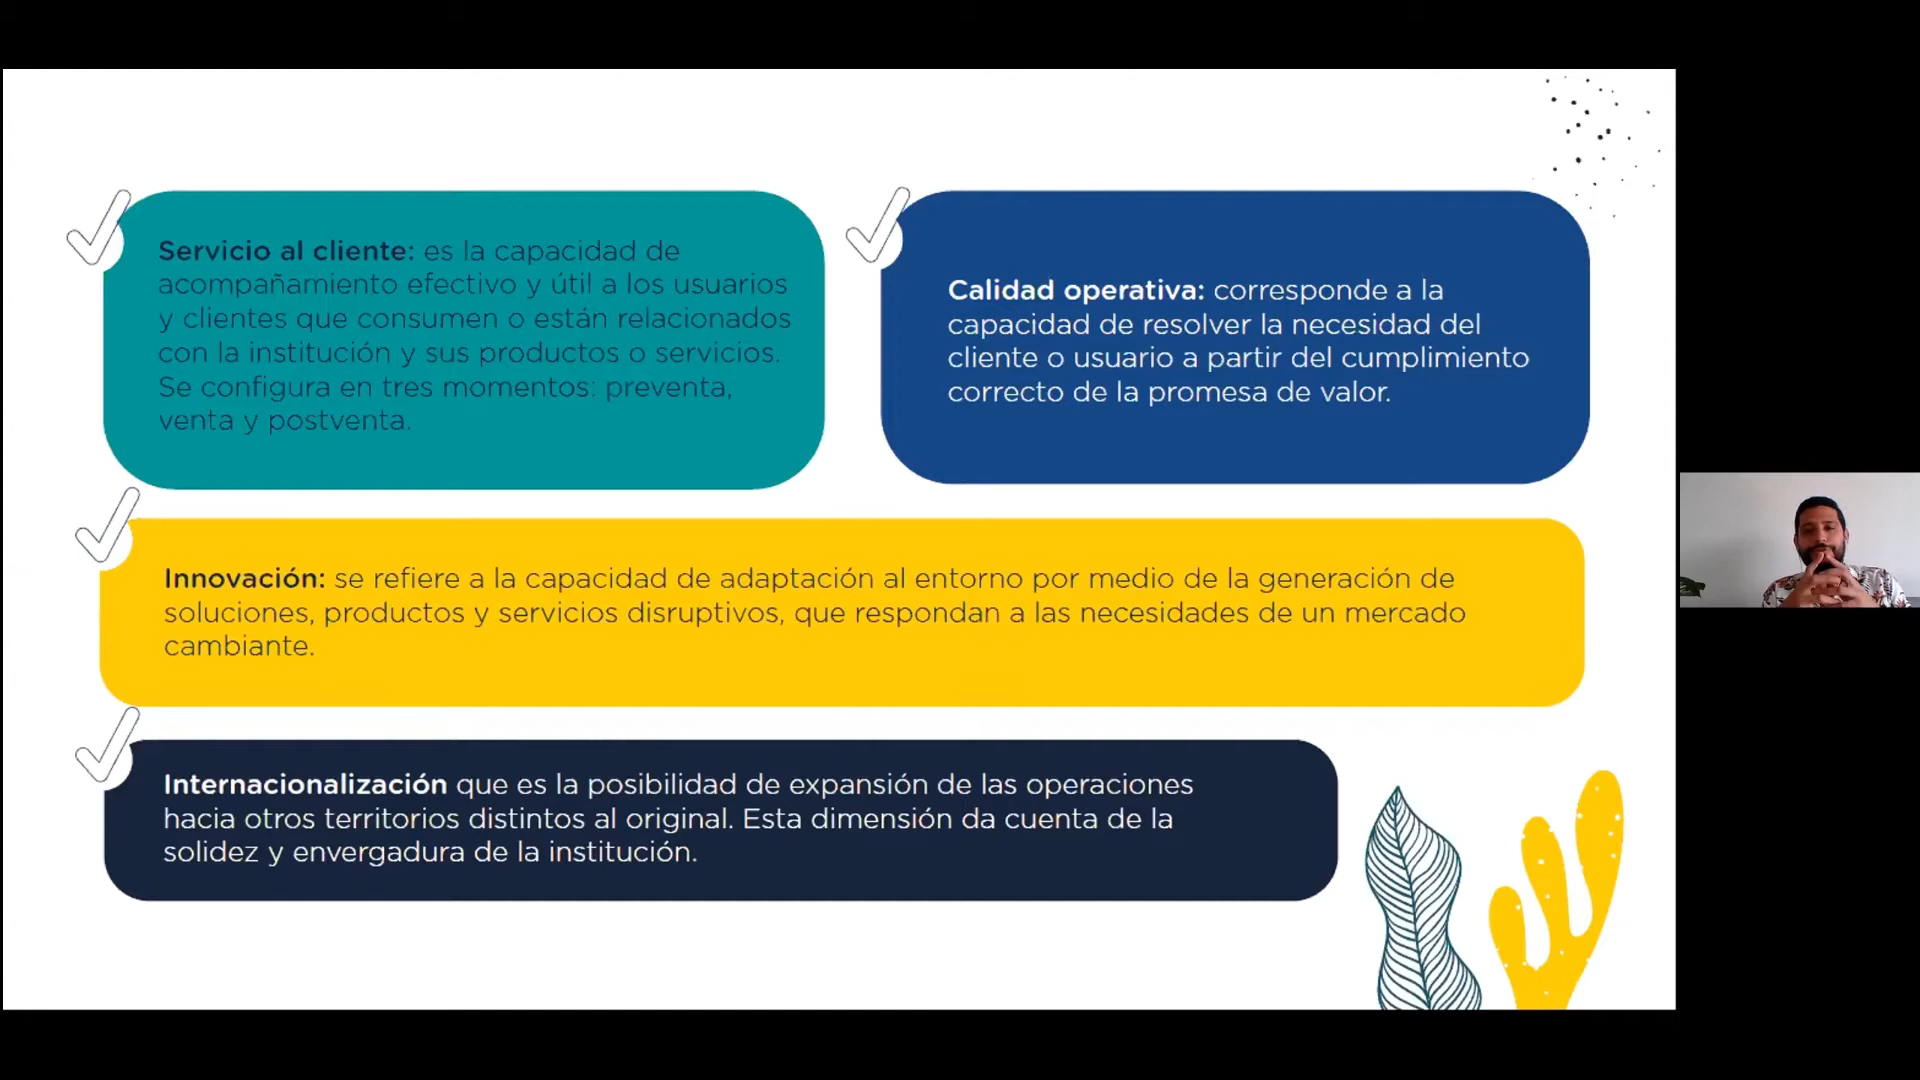 Servicio al cliente: es la capacidad de
acompañamiento efectivo y útil a los usuarios
y clientes que consumen o están relacionados
con la institución y sus productos o servicios.
Se configura en tres momentos: preventa,
venta y postventa.
Calidad operativa: corresponde a la
capacidad de resolver la necesidad del
cliente o usuario a partir del cumplimiento
correcto de la promesa de valor.
Innovación: se refiere a la capacidad de adaptación al entorno por medio de la generación de
soluciones, productos y servicios disruptivos, que respondan a las necesidades de un mercado
cambiante.
Internacionalización que es la posibilidad de expansión de las operaciones
hacia otros territorios distintos al original. Esta dimensión da cuenta de la
solidez y envergadura de la institución.